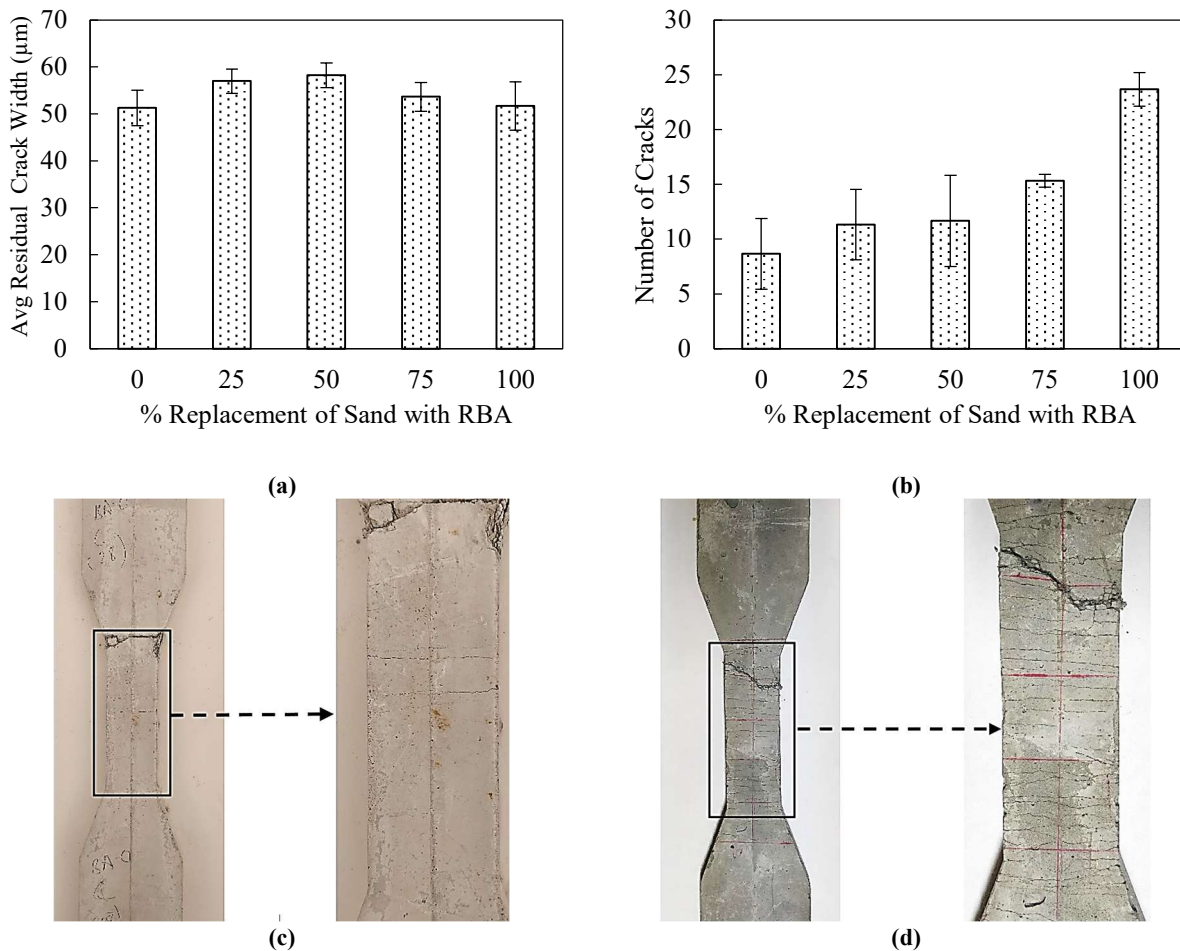 70
60
50
40
30
20
10
0
Avg Residual Crack Width (µm)
0 25 50 75 100
% Replacement of Sand with RBA
(a)
30
25
20
15
10
5
0
Number of Cracks
0 25 50 75 100
% Replacement of Sand with RBA
(b)
(c)
(d)